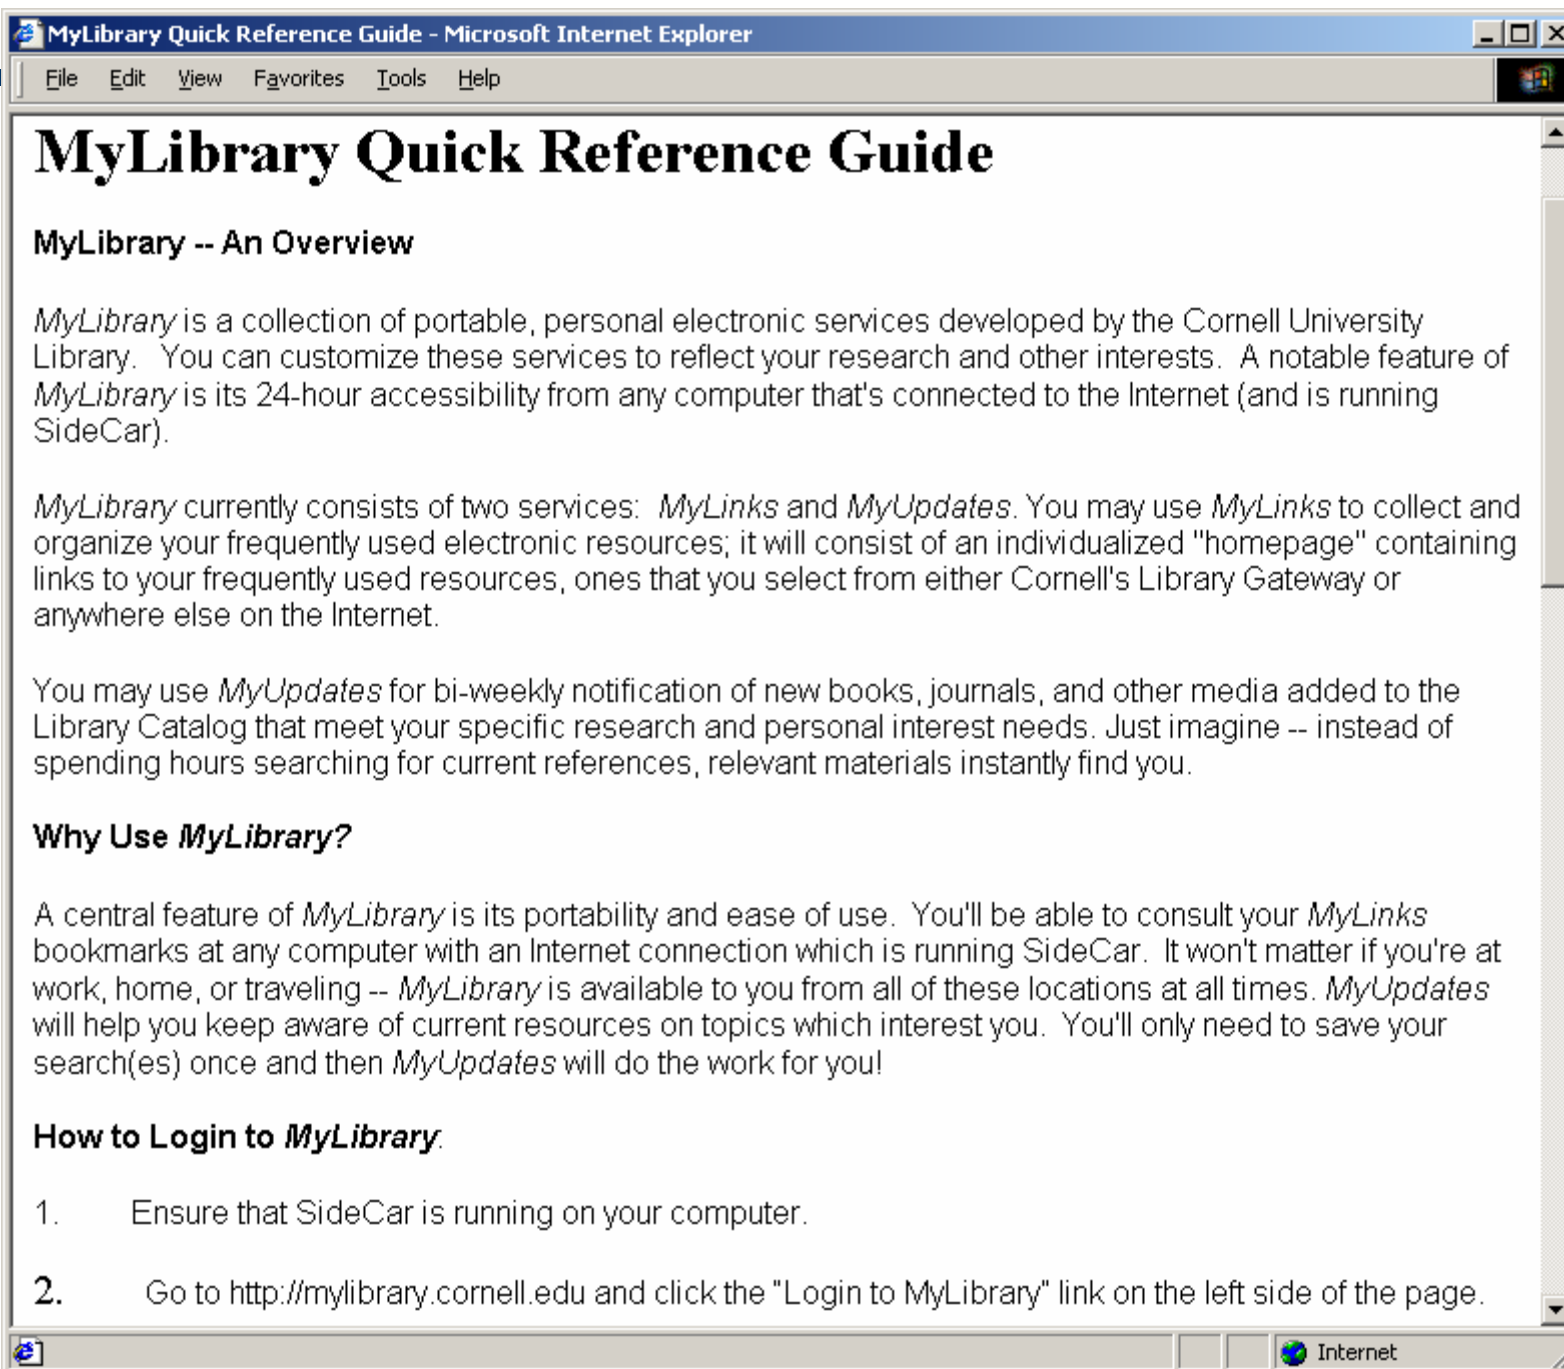 MyLibrary Quick Reference Guide - Microsoft Internet Explorer
File Edit View Favorites Tools Help
MyLibrary Quick Reference Guide
MyLibrary -- An Overview
MyLibrary is a collection of portable, personal electronic services developed by the Cornell University
Library. You can customize these services to reflect your research and other interests. A notable feature of
MyLibrary is its 24-hour accessibility from any computer that's connected to the Internet (and is running
SideCar).
MyLibrary currently consists of two services: MyLinks and MyUpdates. You may use MyLinks to collect and
organize your frequently used electronic resources; it will consist of an individualized "homepage" containing
links to your frequently used resources, ones that you select from either Cornell's Library Gateway or
anywhere else on the Internet.
You may use MyUpdates for bi-weekly notification of new books, journals, and other media added to the
Library Catalog that meet your specific research and personal interest needs. Just imagine -- instead of
spending hours searching for current references, relevant materials instantly find you.
Why Use MyLibrary?
A central feature of MyLibrary is its portability and ease of use. You'll be able to consult your MyLinks
bookmarks at any computer with an Internet connection which is running SideCar. It won't matter if you're at
work, home, or traveling -- MyLibrary is available to you from all of these locations at all times. MyUpdates
will help you keep aware of current resources on topics which interest you. You'll only need to save your
search(es) once and then MyUpdates will do the work for you!
How to Login to MyLibrary:
1. Ensure that SideCar is running on your computer.
2. Go to http://mylibrary.cornell.edu and click the "Login to MyLibrary" link on the left side of the page.
Internet